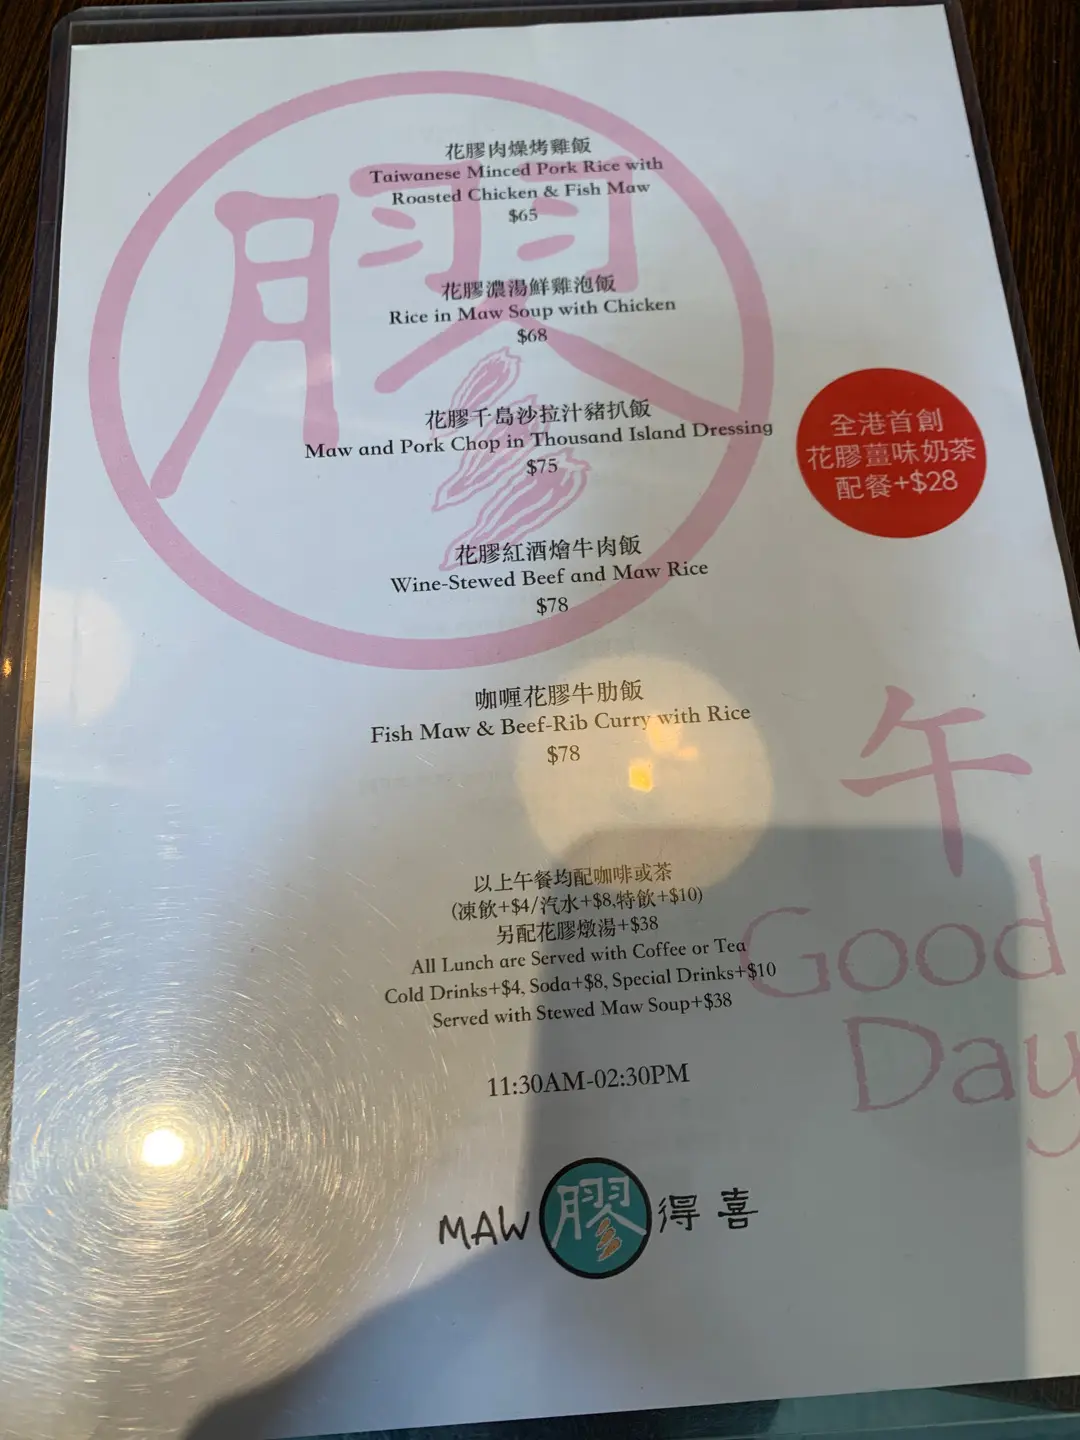 花膠肉燥烤雞飯
Taiwanese Minced Pork Rice with
Roasted Chicken & Fish Maw
$65
花膠濃湯鮮雞泡飯
Rice in Maw Soup with Chicken
$68
花膠千島沙拉汁豬扒飯
Maw and Pork Chop in Thousand Island Dressing
$75
全港首創
花膠薑味奶茶
配餐+$28
花膠紅酒燴牛肉飯
Wine-Stewed Beef and Maw Rice
$78
咖喱花膠牛肋飯
Fish Maw & Beef-Rib Curry with Rice
$78
午
Good
Day
以上午餐均配咖啡或茶
(凍飲+$4/汽水+$8,特飲+$10)
另配花膠燉湯+$38
All Lunch are Served with Coffee or Tea
Cold Drinks+$4, Soda+$8, Special Drinks+$10
Served with Stewed Maw Soup+$38
11:30AM-02:30PM
MAW 膠 得喜
膠